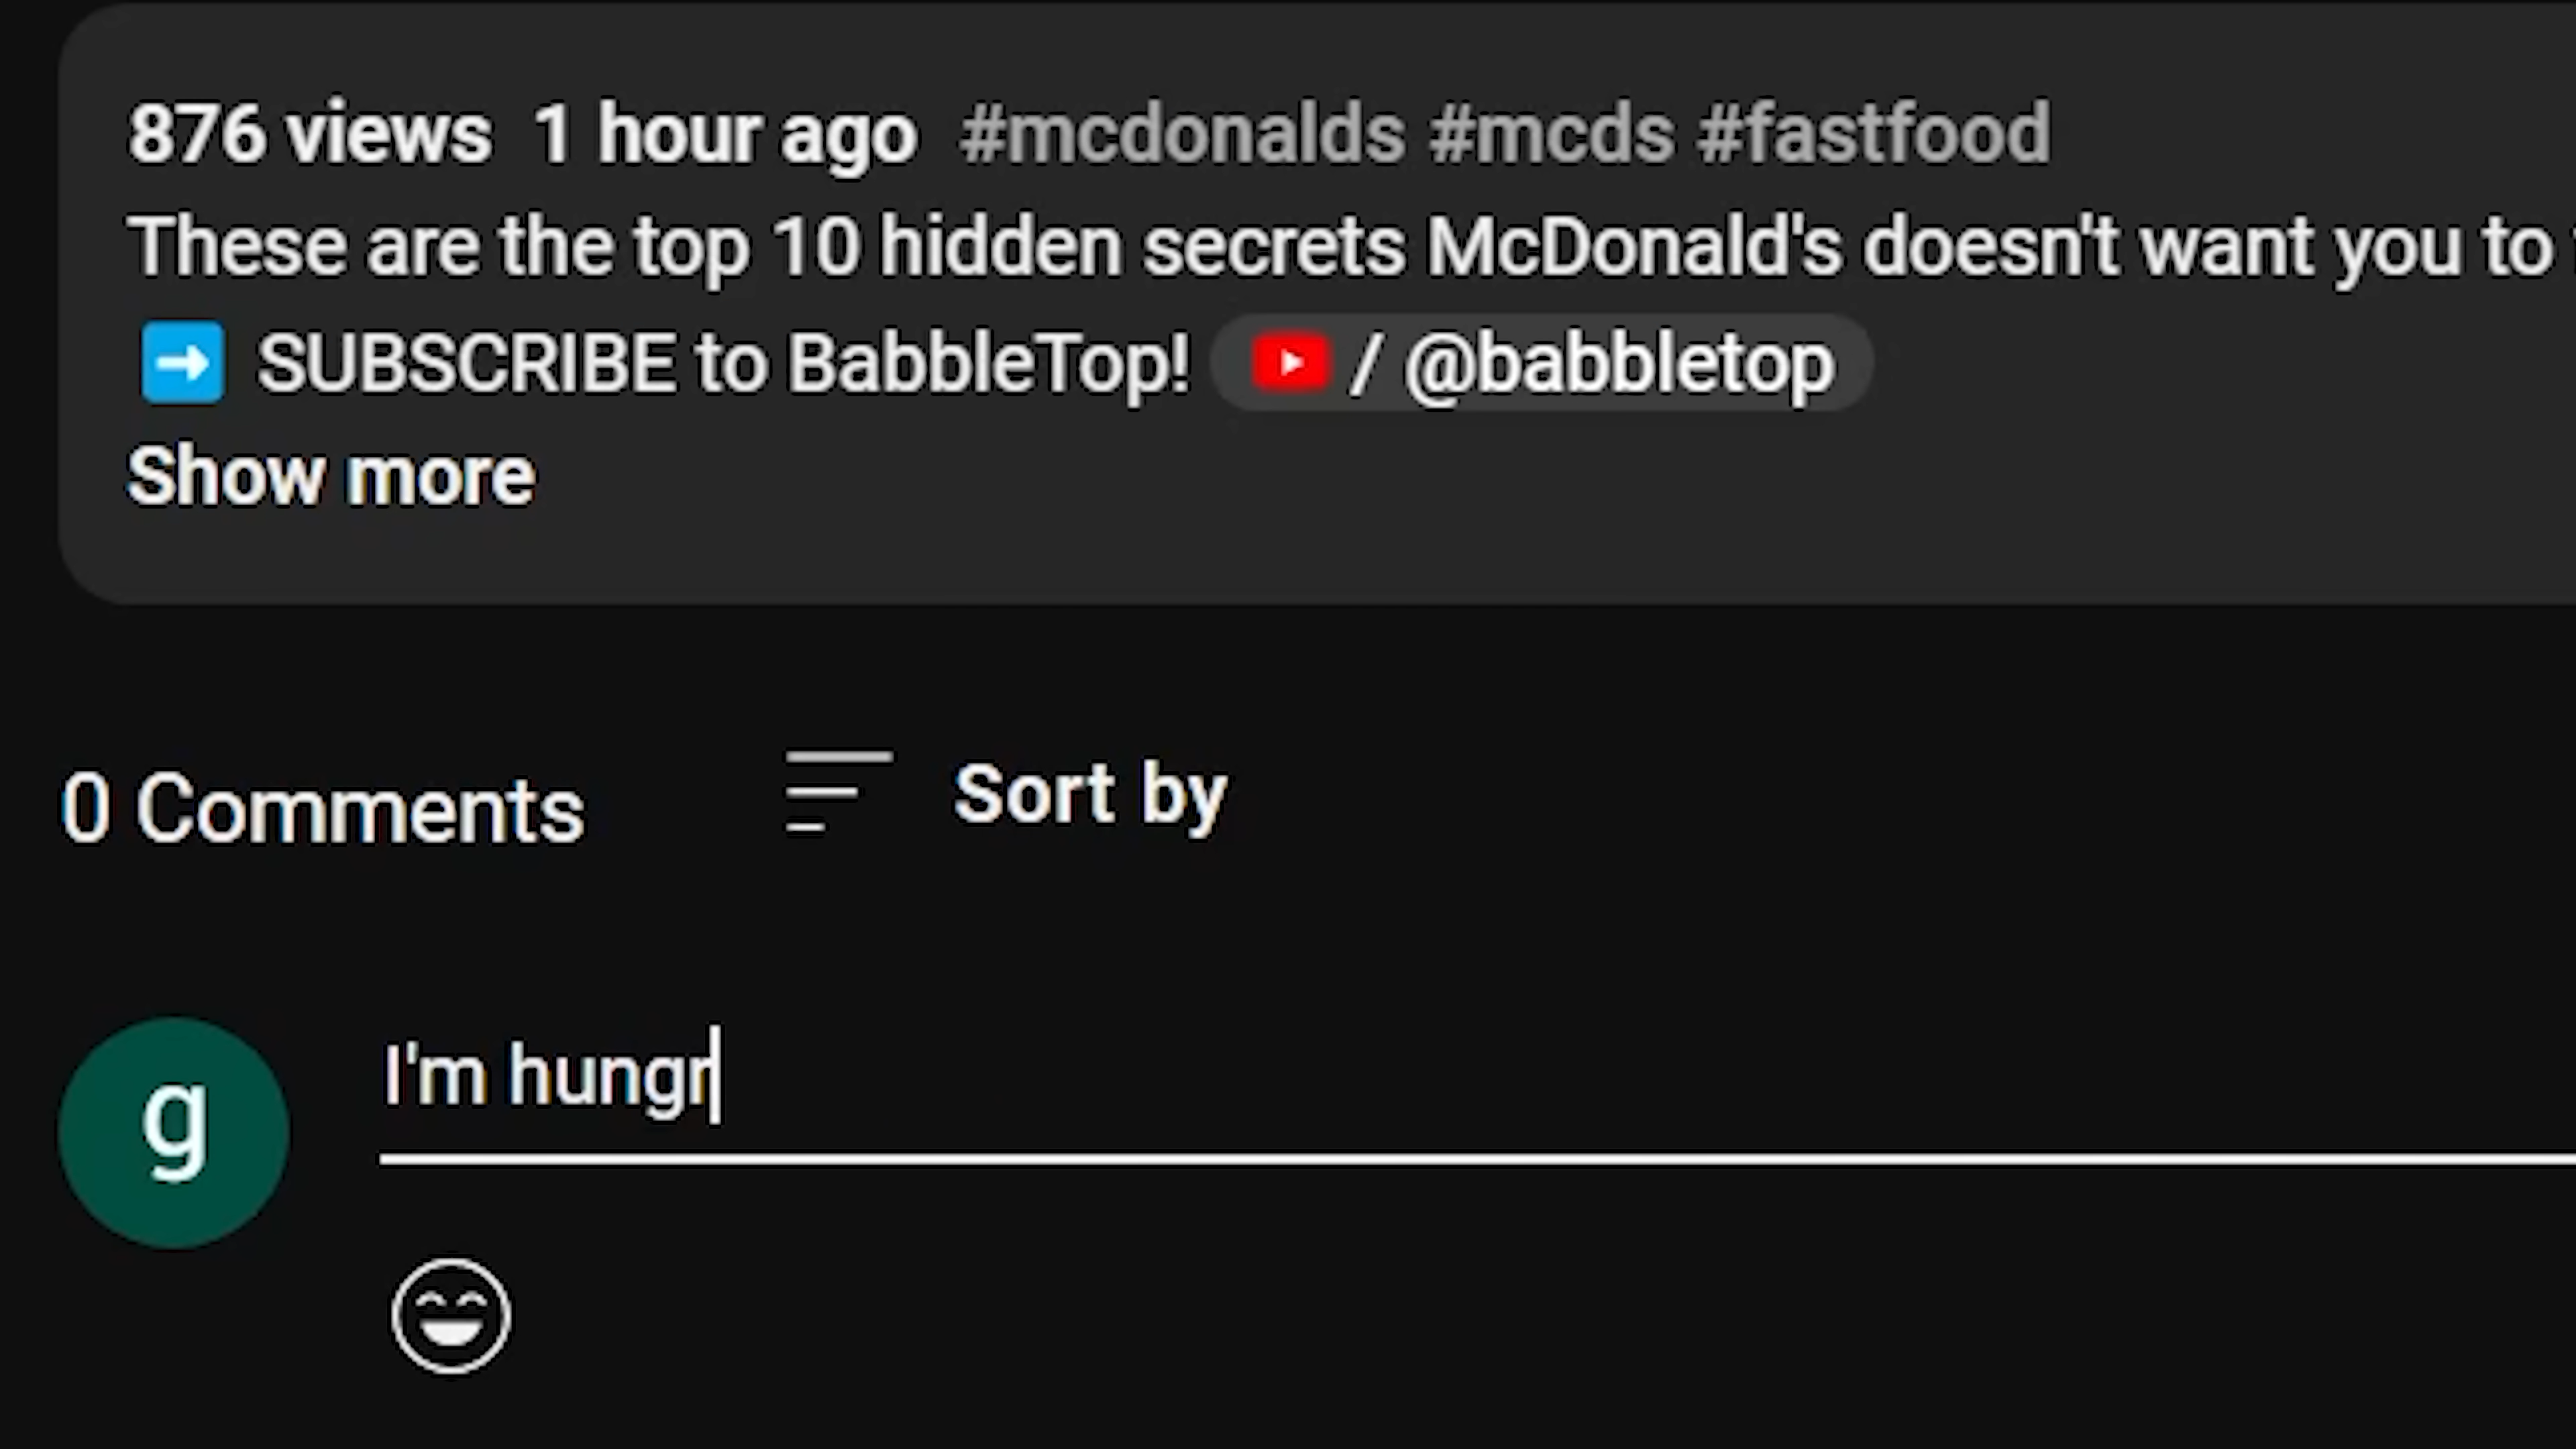 876 views 1 hour ago #mcdonalds #mcds #fastfood
These are the top 10 hidden secrets McDonald's doesn't want you to
➡ SUBSCRIBE to BabbleTop! / @babbletop
Show more
0 Comments Sort by
g I'm hungr